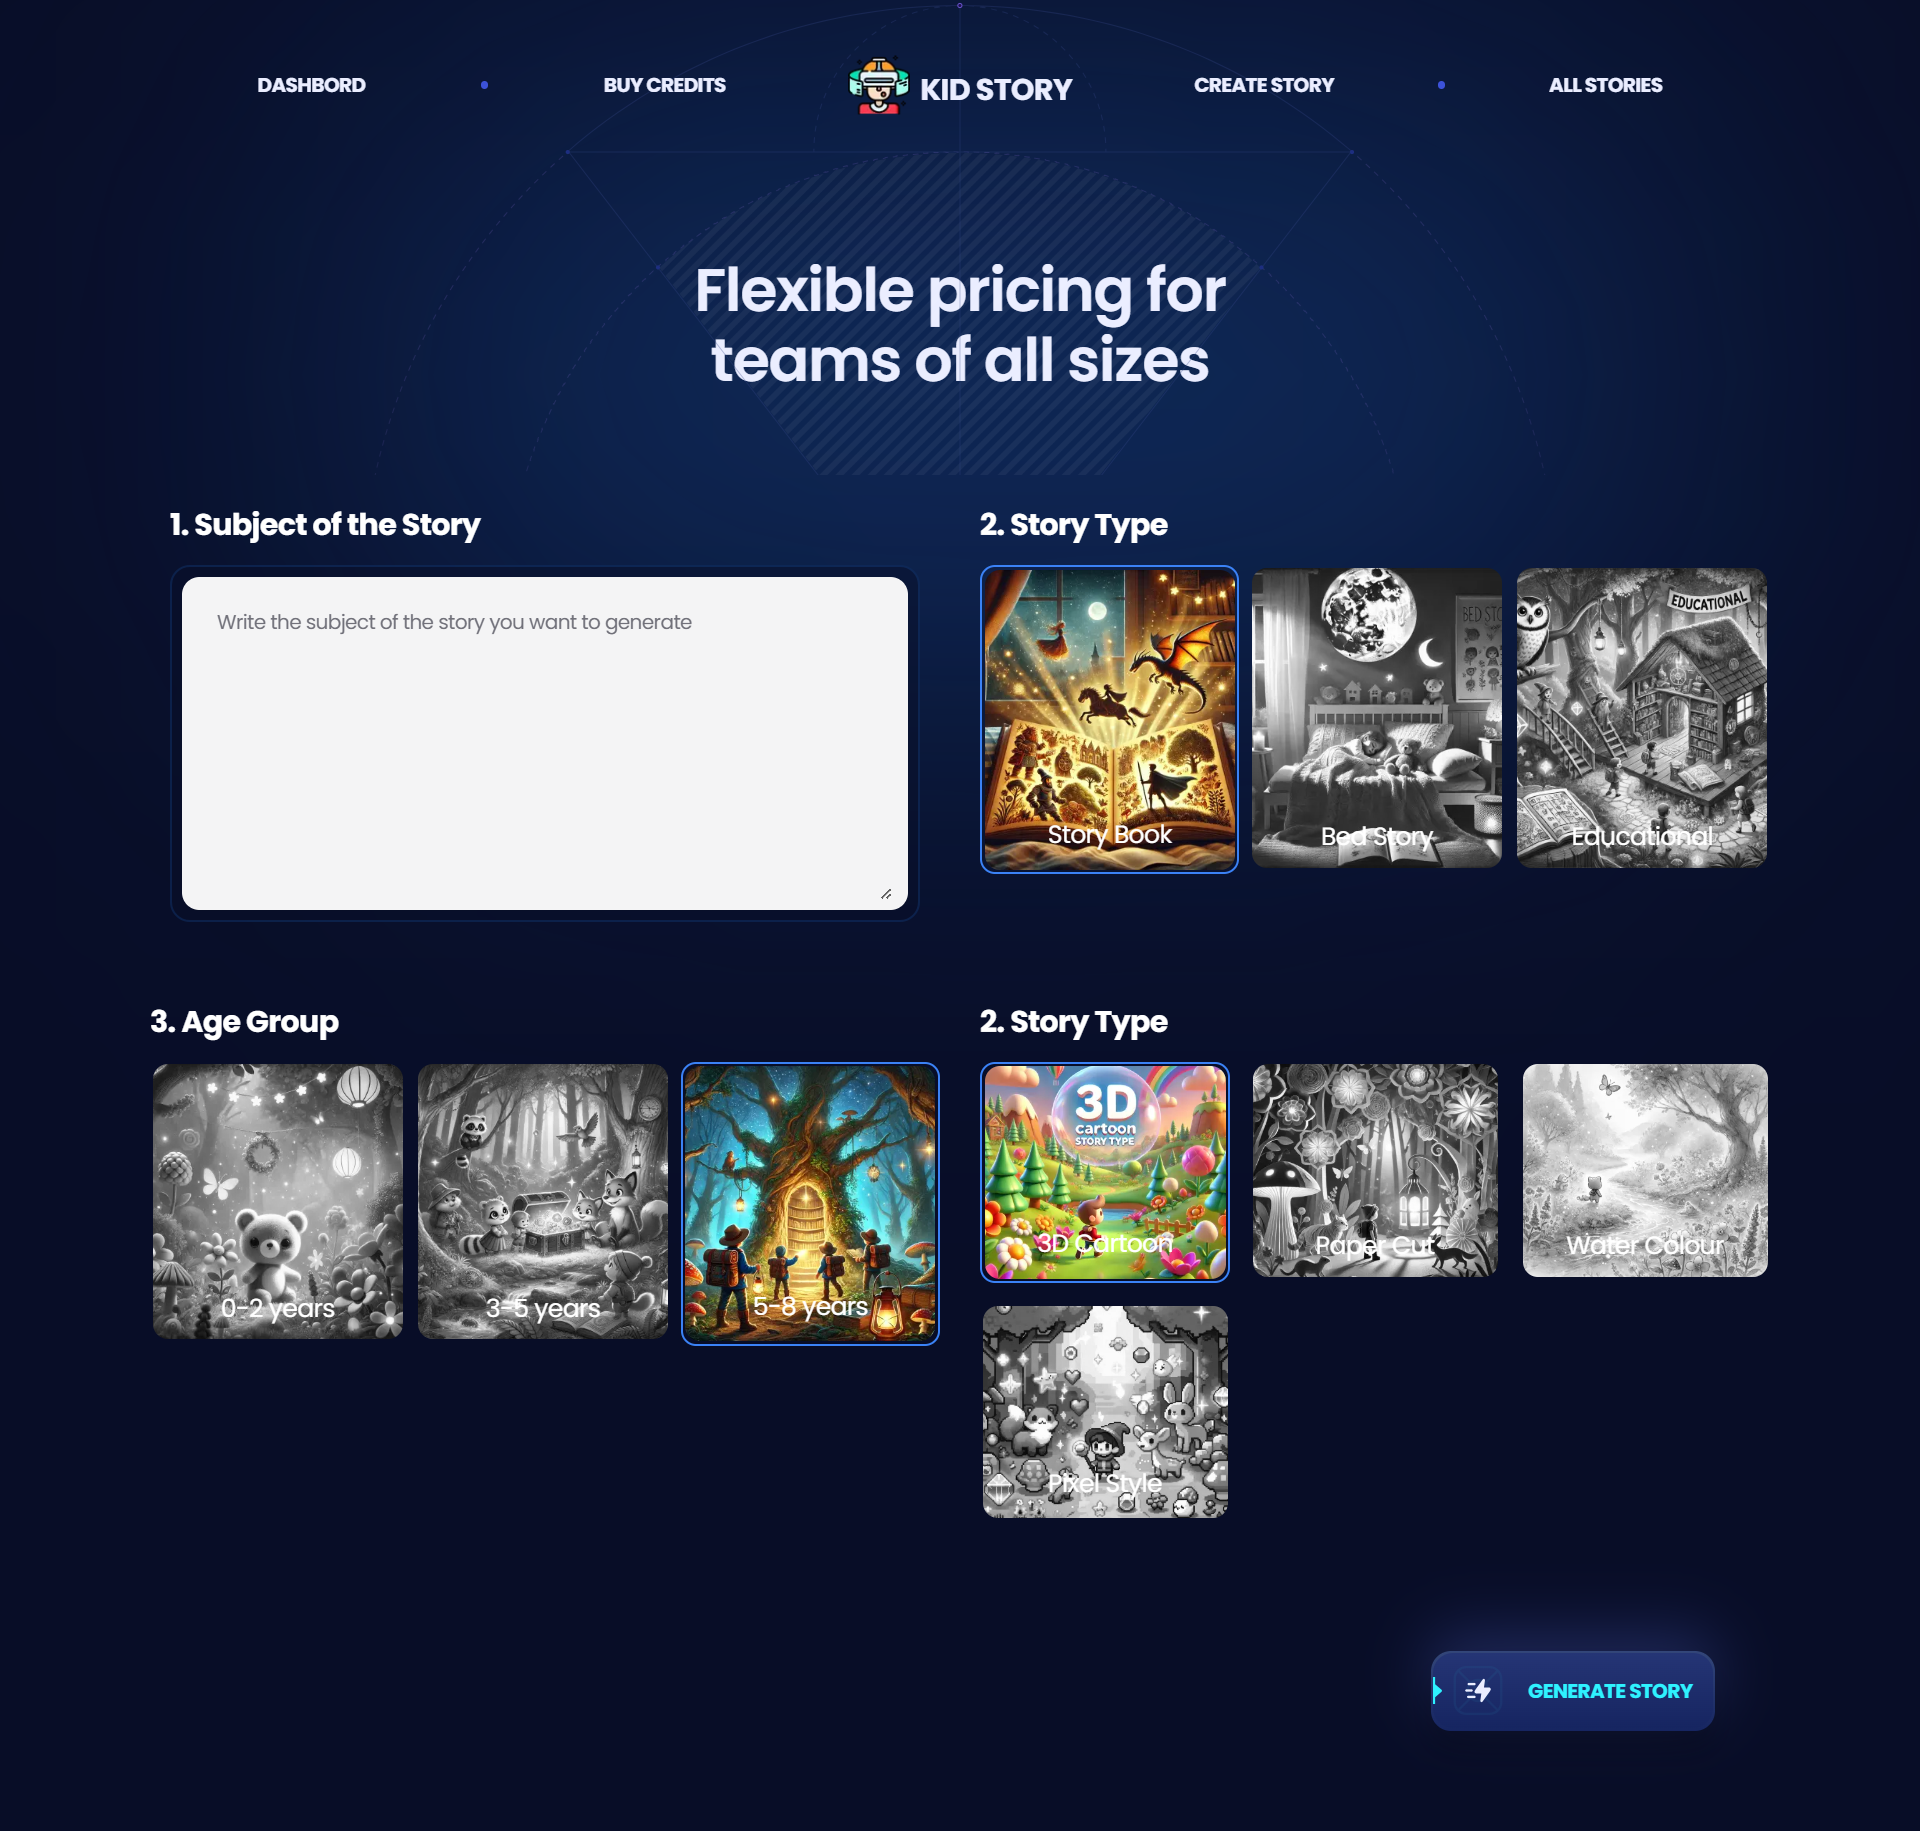 DASHBORD
BUY CREDITS
KID STORY
CREATE STORY
ALL STORIES
Flexible pricing for
teams of all sizes
1. Subject of the Story
Write the subject of the story you want to generate
2. Story Type
BED STO
EDUCATIONAL
Story Book
Bed Story
Educational
3. Age Group
0-2 years
3-5 years
5-8 years
2. Story Type
3D
cartoon
STORY TYPE
3D Cartoon
Paper Cut
Water Colour
Pixel Style
GENERATE STORY